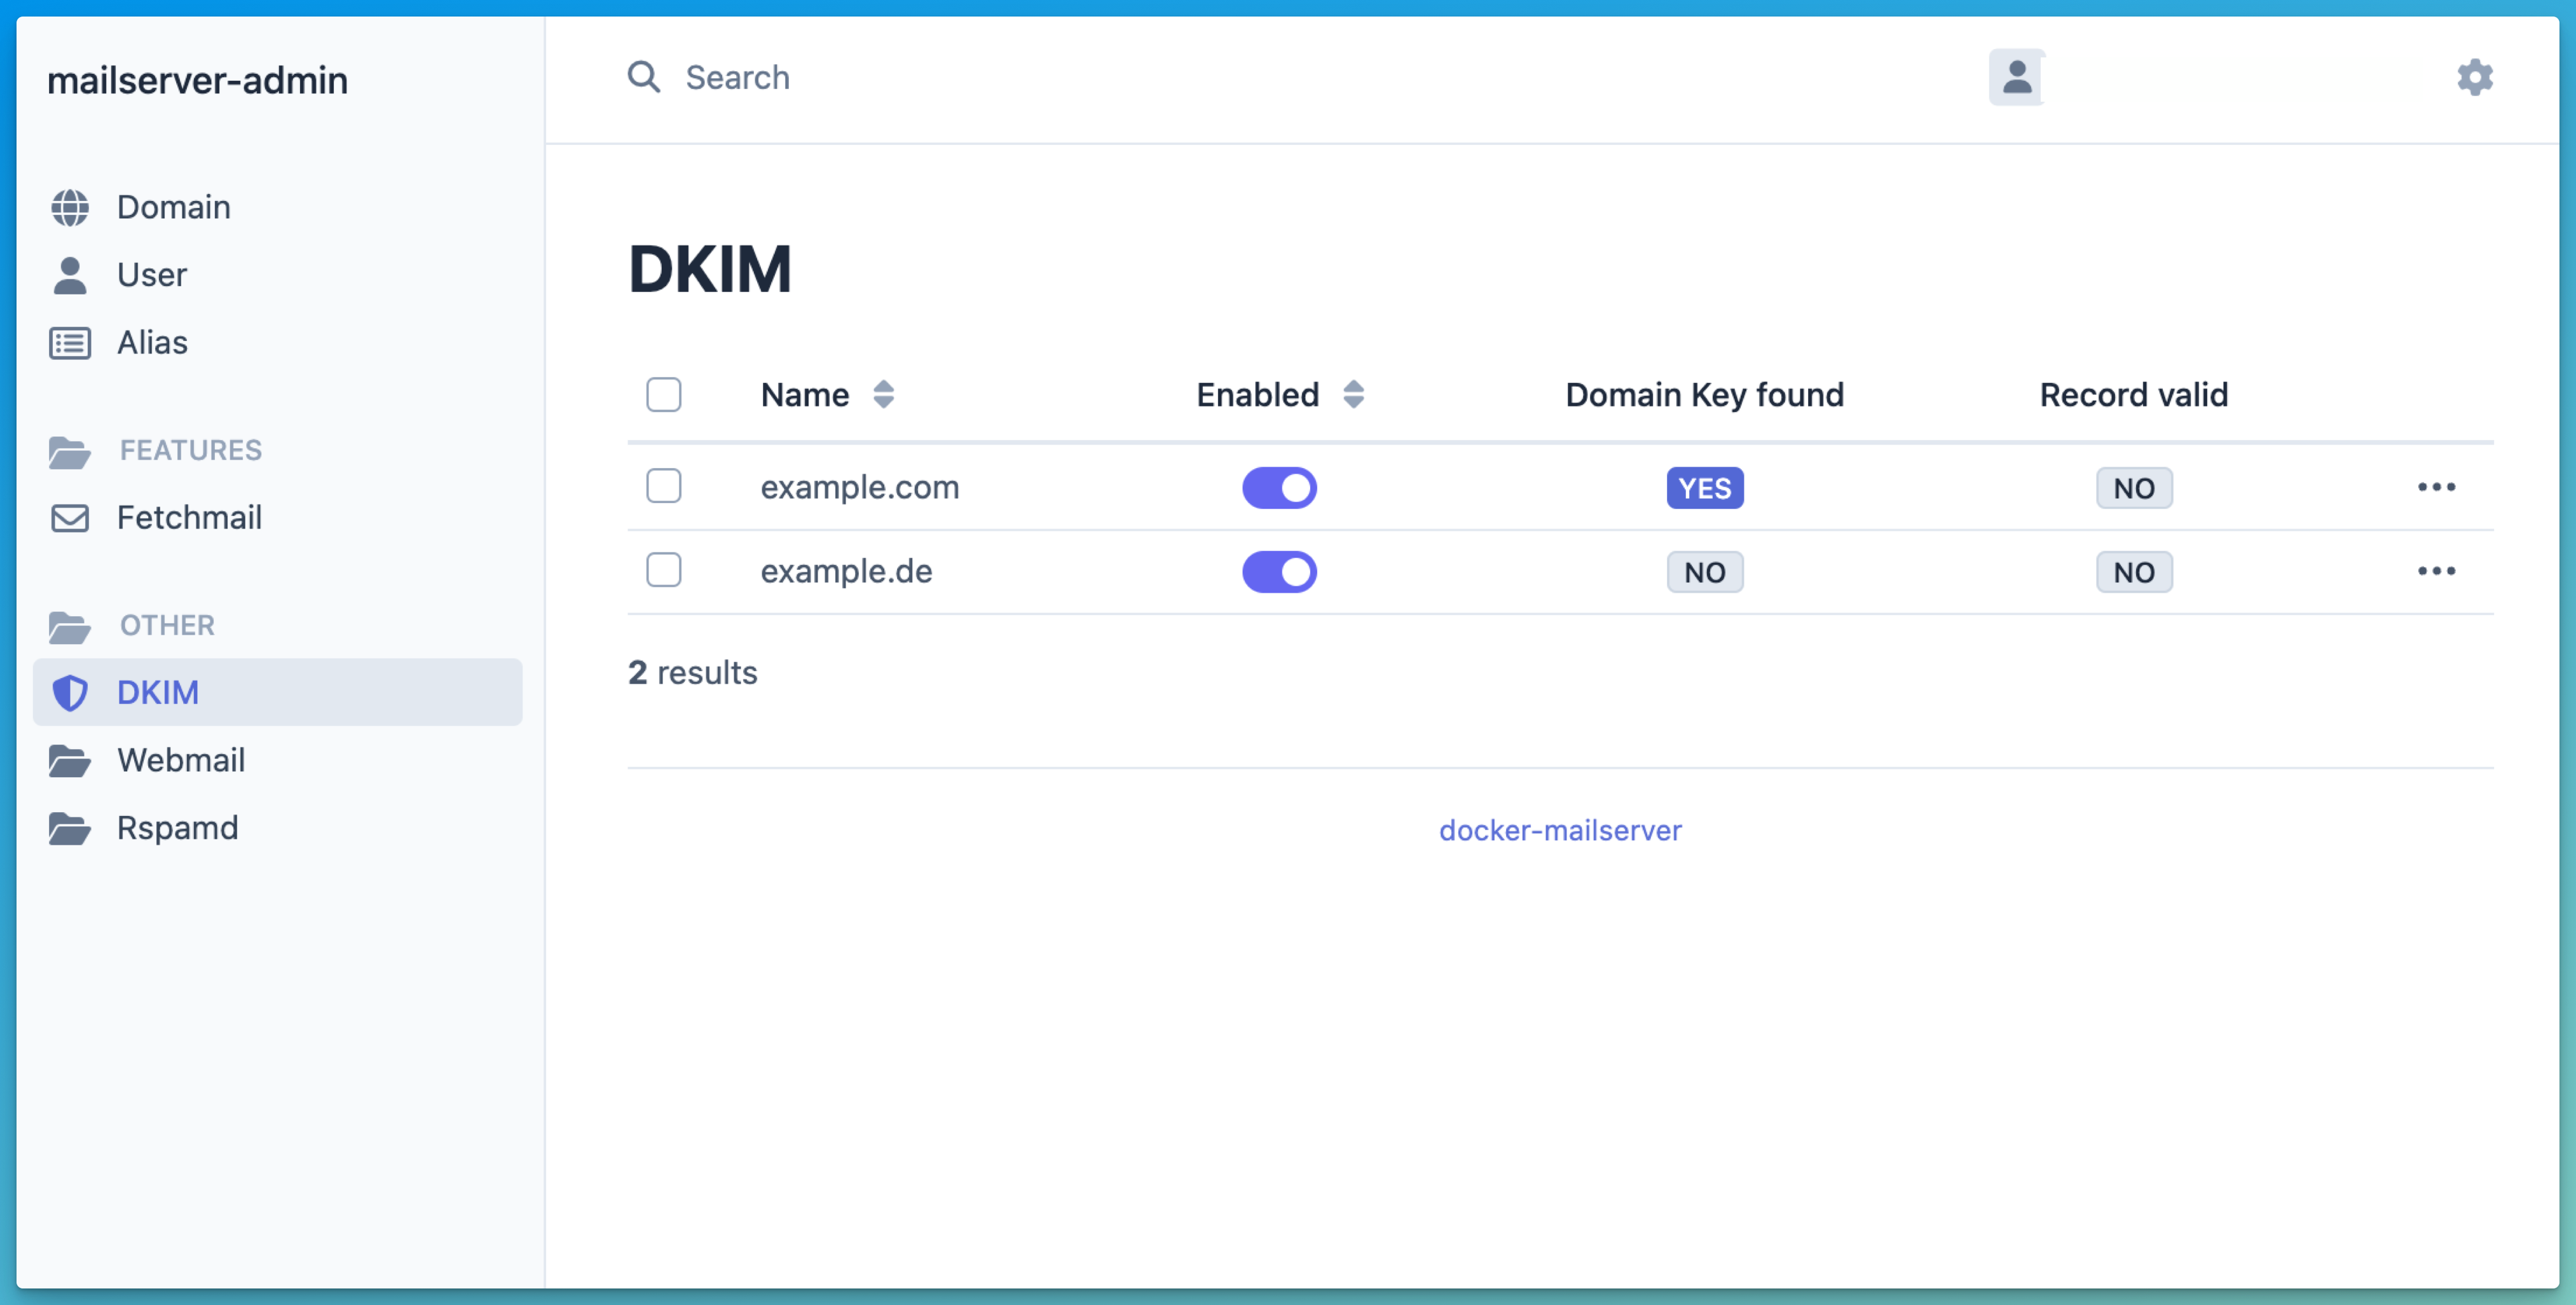 mailserver-admin
Search
Domain
User
Alias
FEATURES
Fetchmail
OTHER
DKIM
Webmail
Rspamd
DKIM
Name Enabled Domain Key found Record valid
example.com YES NO
example.de NO NO
2 results
docker-mailserver